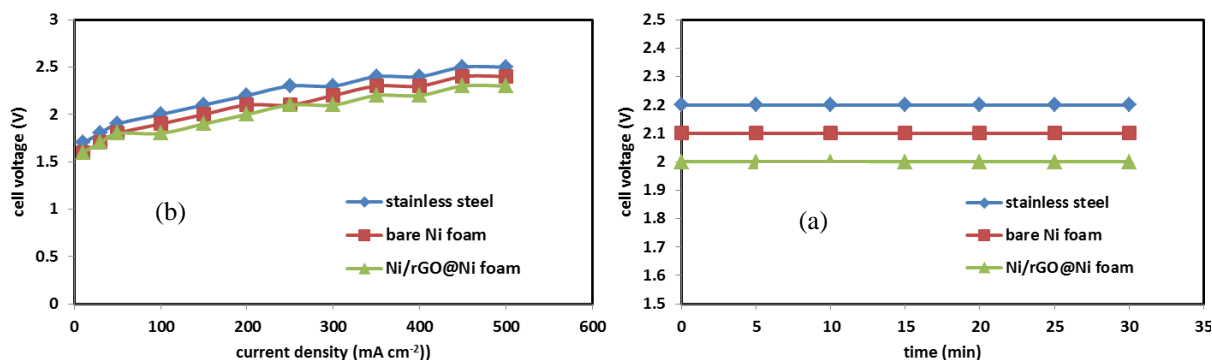 3
2.5
2
1.5
1
0.5
0
0 100 200 300 400 500 600
cell voltage (V)
current density (mA cm⁻²))
(b)
stainless steel
bare Ni foam
Ni/rGO@Ni foam
2.5
2.4
2.3
2.2
2.1
2
1.9
1.8
1.7
1.6
1.5
0 5 10 15 20 25 30 35
cell voltage (V)
time (min)
(a)
stainless steel
bare Ni foam
Ni/rGO@Ni foam